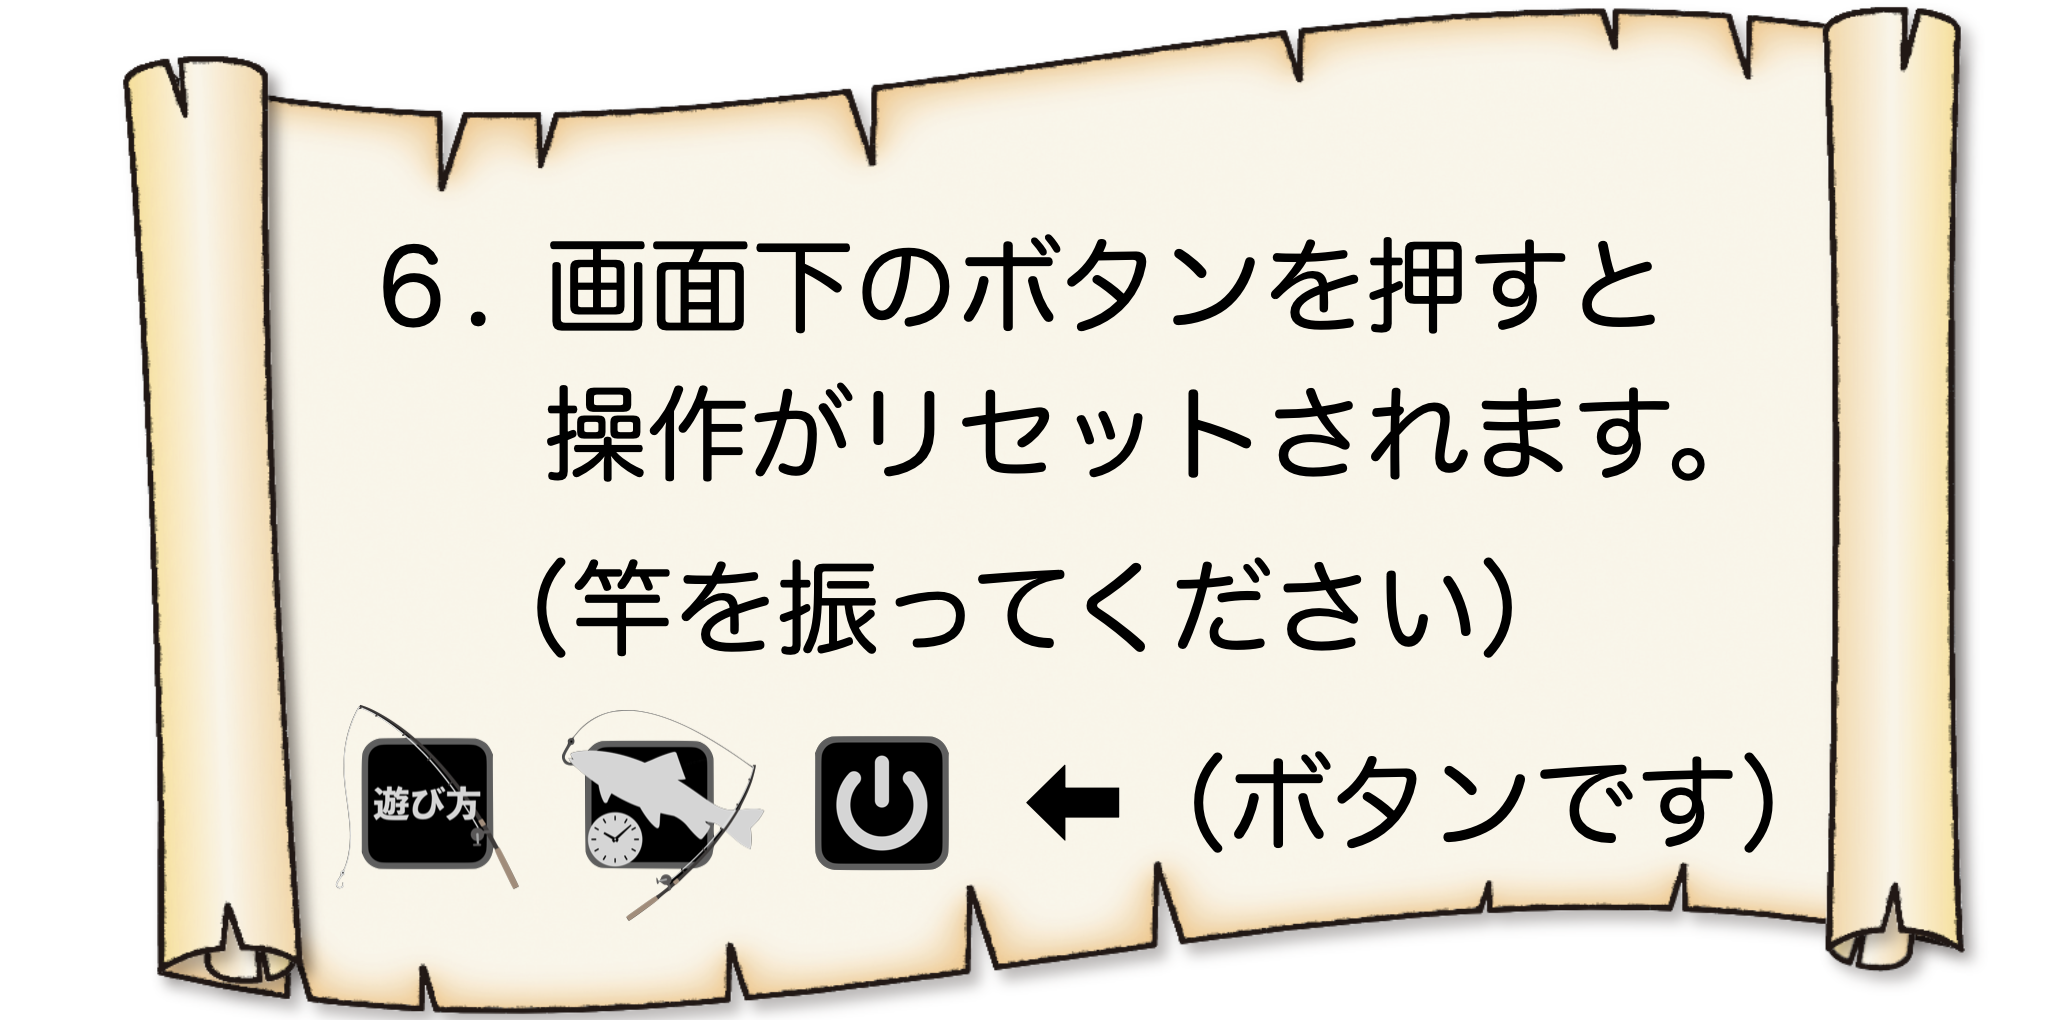 ６．画面下のボタンを押すと
操作がリセットされます。
（竿を振ってください）
遊び方
←（ボタンです）